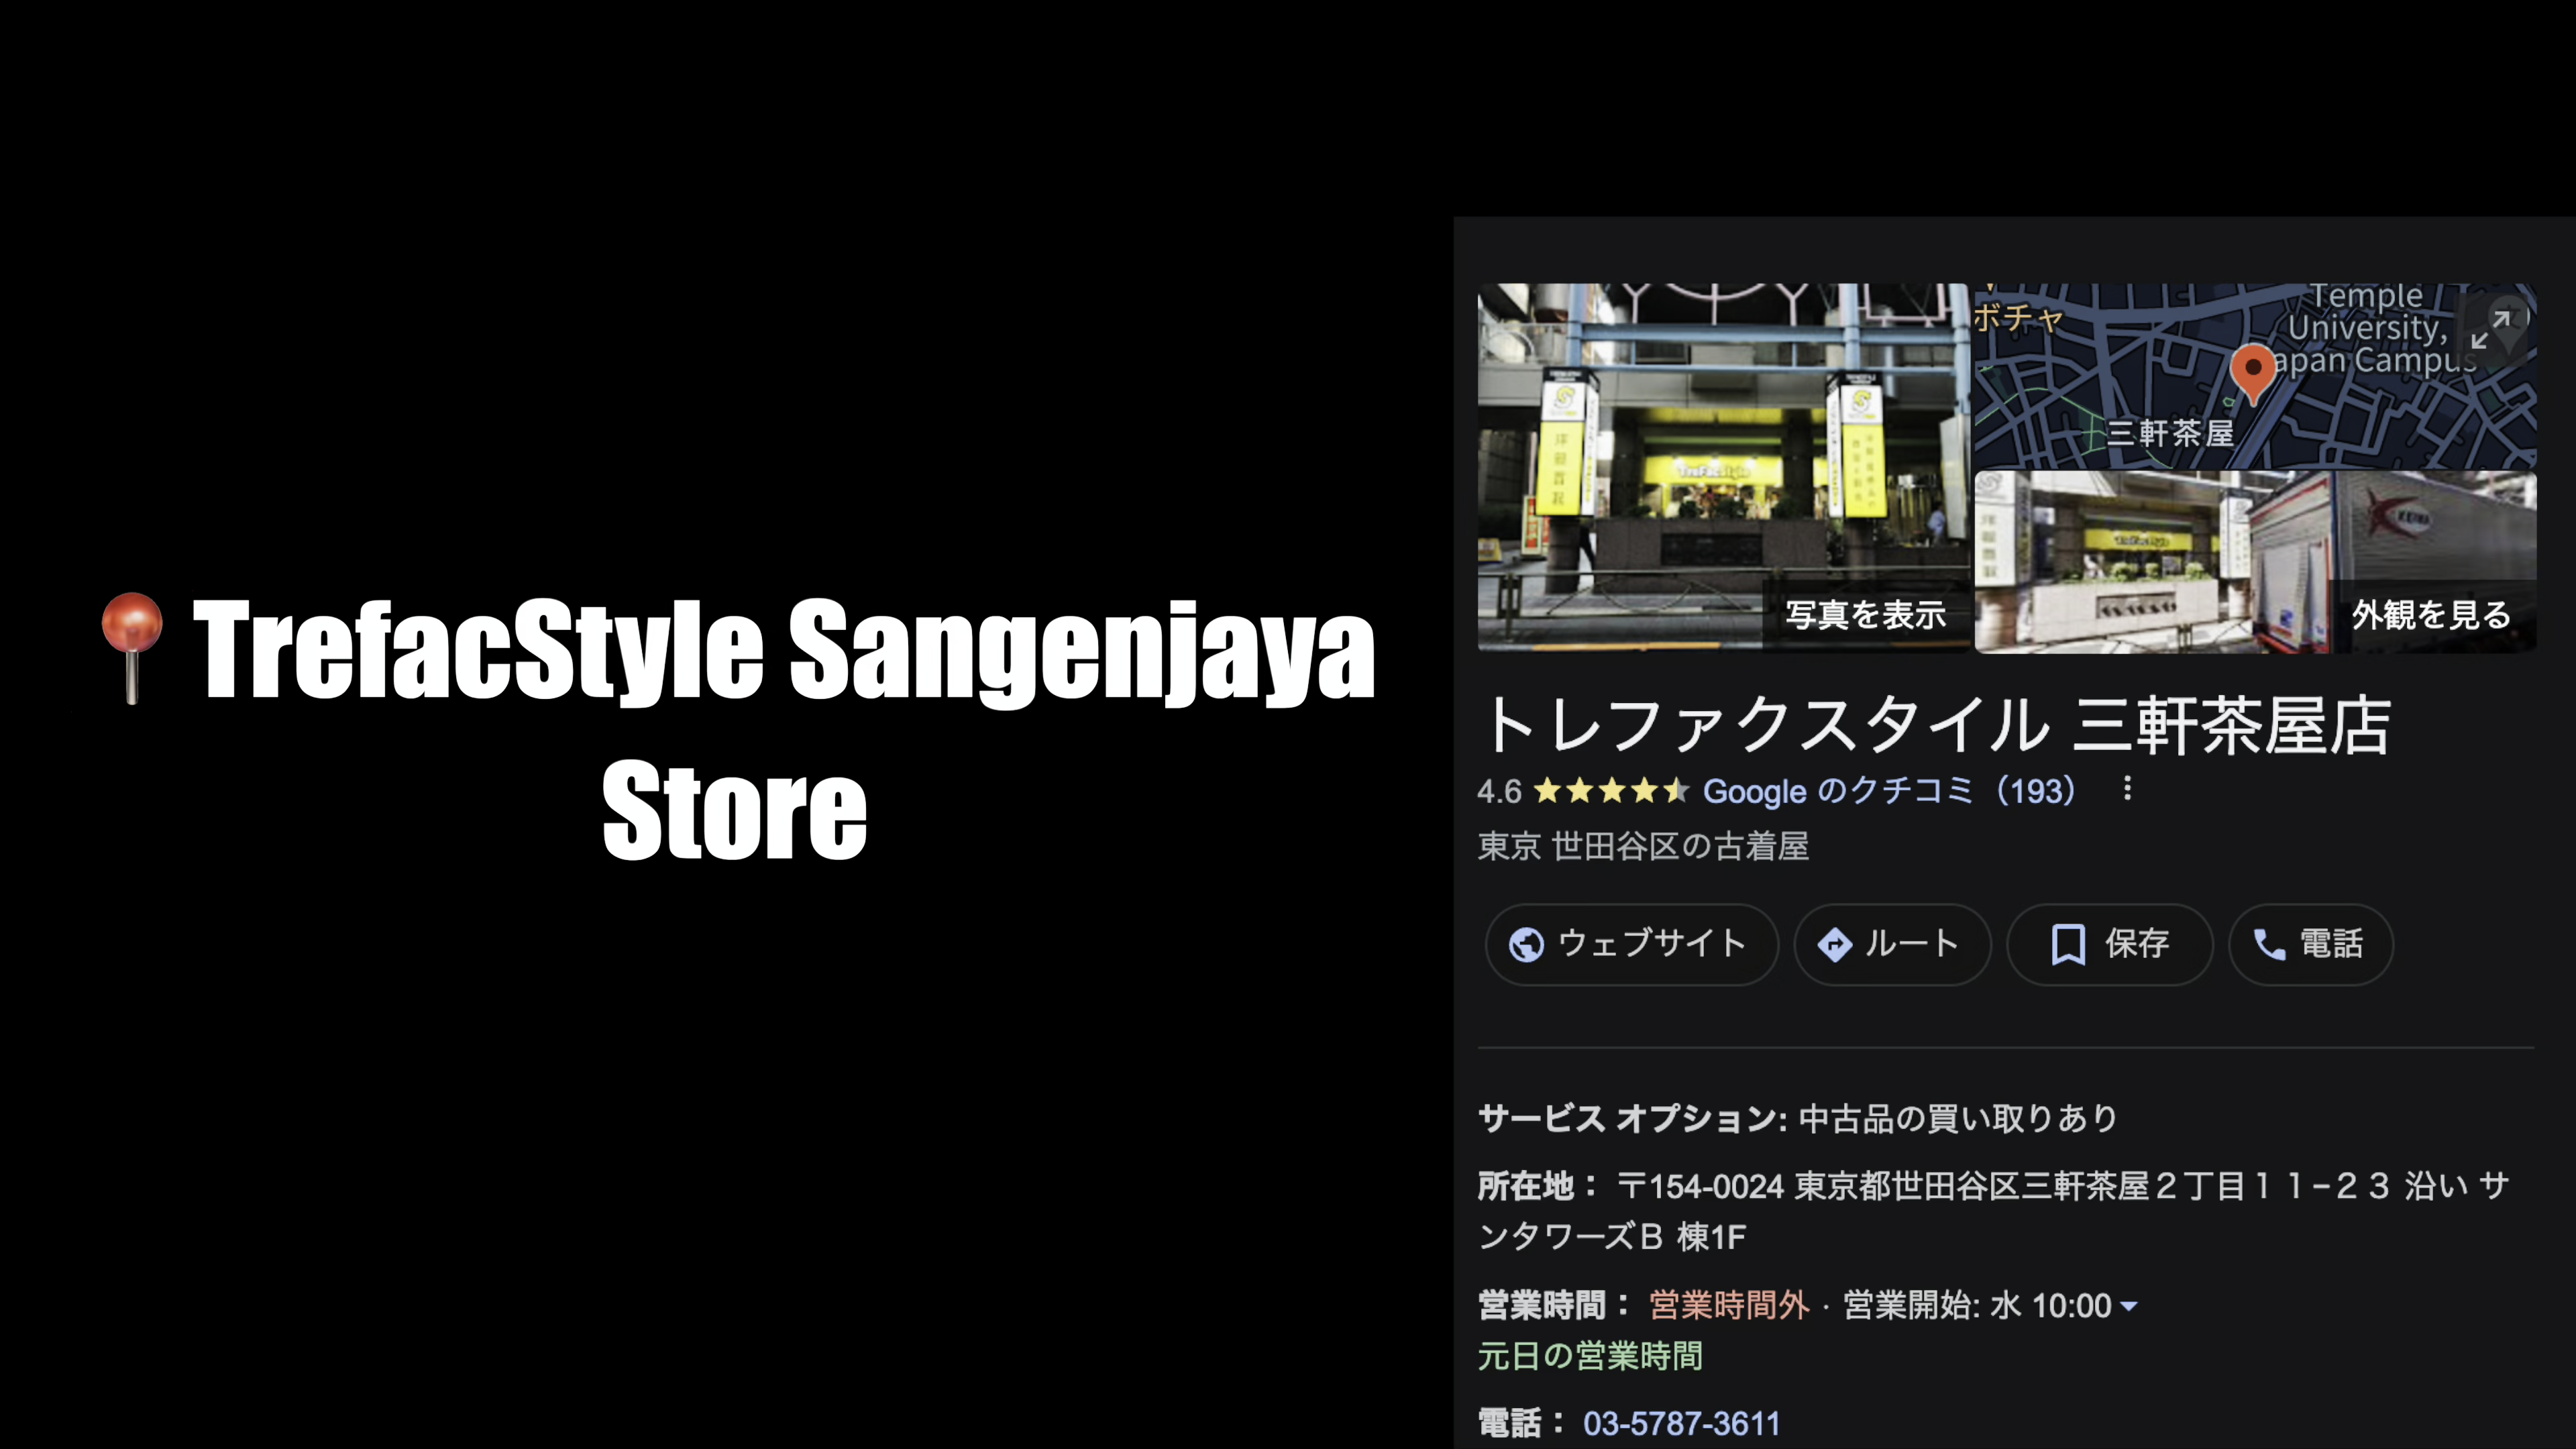 📍TrefacStyle Sangenjaya
Store
ボチャ
Temple
University,
apan Campus
三軒茶屋
TreFacStyle
写真を表示
外観を見る
トレファクスタイル 三軒茶屋店
4.6 ★★★★ Google のクチコミ（193）
東京 世田谷区の古着屋
ウェブサイト
ルート
保存
電話
サービス オプション: 中古品の買い取りあり
所在地： 〒154-0024 東京都世田谷区三軒茶屋２丁目１１−２３ 沿い サ
ンタワーズＢ 棟1F
営業時間： 営業時間外 · 営業開始: 水 10:00
元日の営業時間
電話： 03-5787-3611